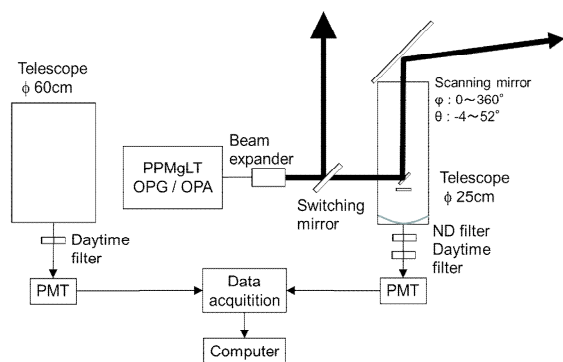 Telescope
ϕ 60cm
Scanning mirror
φ : 0～360°
θ : -4～52°
Beam
expander
PPMgLT
OPG / OPA
Switching
mirror
Telescope
ϕ 25cm
Daytime
filter
ND filter
Daytime
filter
PMT
Data
acqutition
PMT
Computer